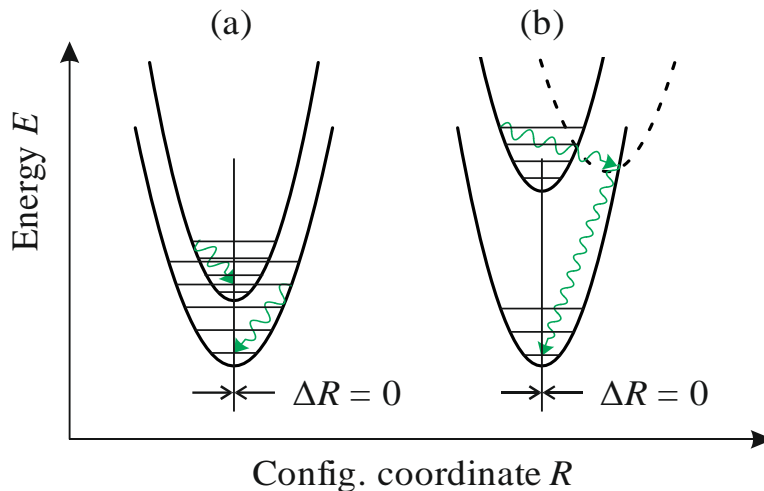 (a)
(b)
Energy E
ΔR = 0
ΔR = 0
Config. coordinate R